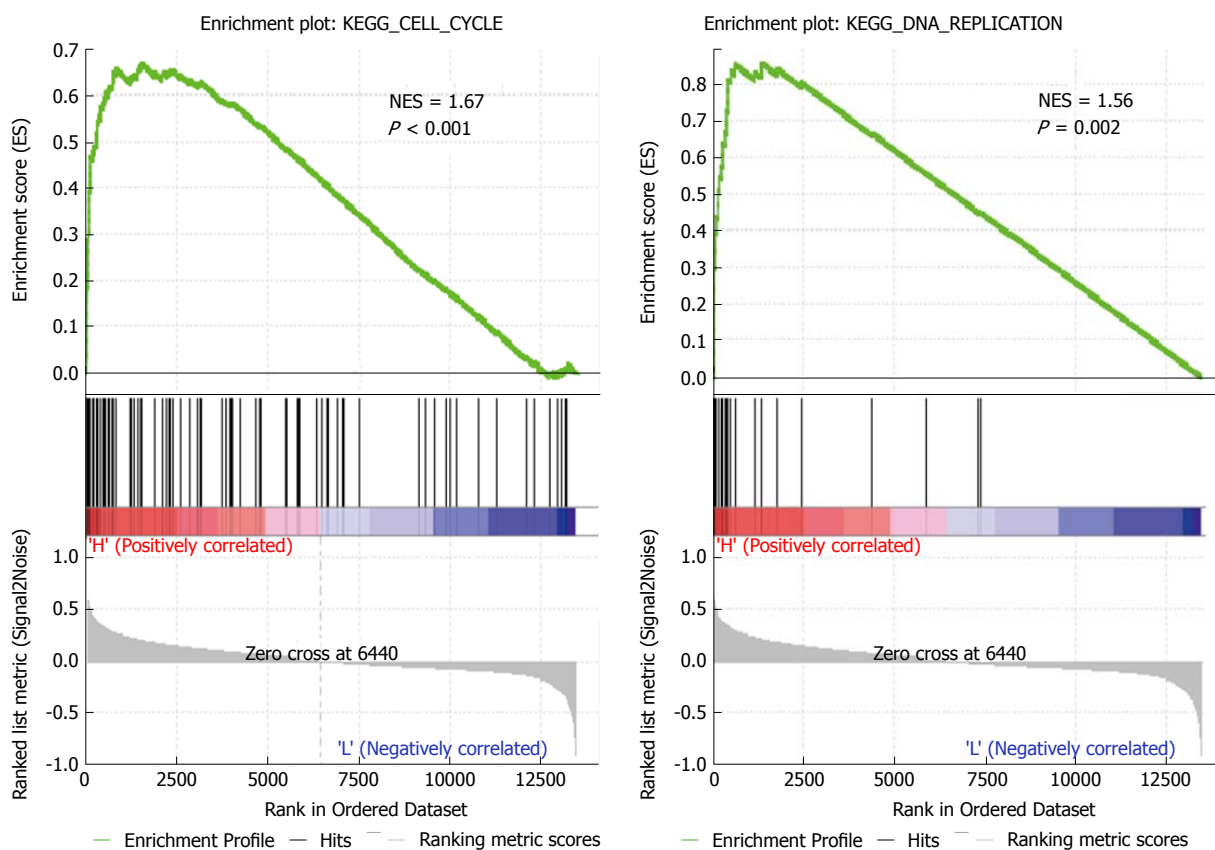 Enrichment plot: KEGG_CELL_CYCLE
0.7
0.6
0.5
0.4
0.3
0.2
0.1
0.0
Enrichment score (ES)
NES = 1.67
P < 0.001
'H' (Positively correlated)
1.0
0.5
0.0
-0.5
-1.0
Ranked list metric (Signal2Noise)
Zero cross at 6440
'L' (Negatively correlated)
0 2500 5000 7500 10000 12500
Rank in Ordered Dataset
Enrichment Profile Hits Ranking metric scores
Enrichment plot: KEGG_DNA_REPLICATION
0.8
0.7
0.6
0.5
0.4
0.3
0.2
0.1
0.0
Enrichment score (ES)
NES = 1.56
P = 0.002
'H' (Positively correlated)
1.0
0.5
0.0
-0.5
-1.0
Ranked list metric (Signal2Noise)
Zero cross at 6440
'L' (Negatively correlated)
0 2500 5000 7500 10000 12500
Rank in Ordered Dataset
Enrichment Profile Hits Ranking metric scores